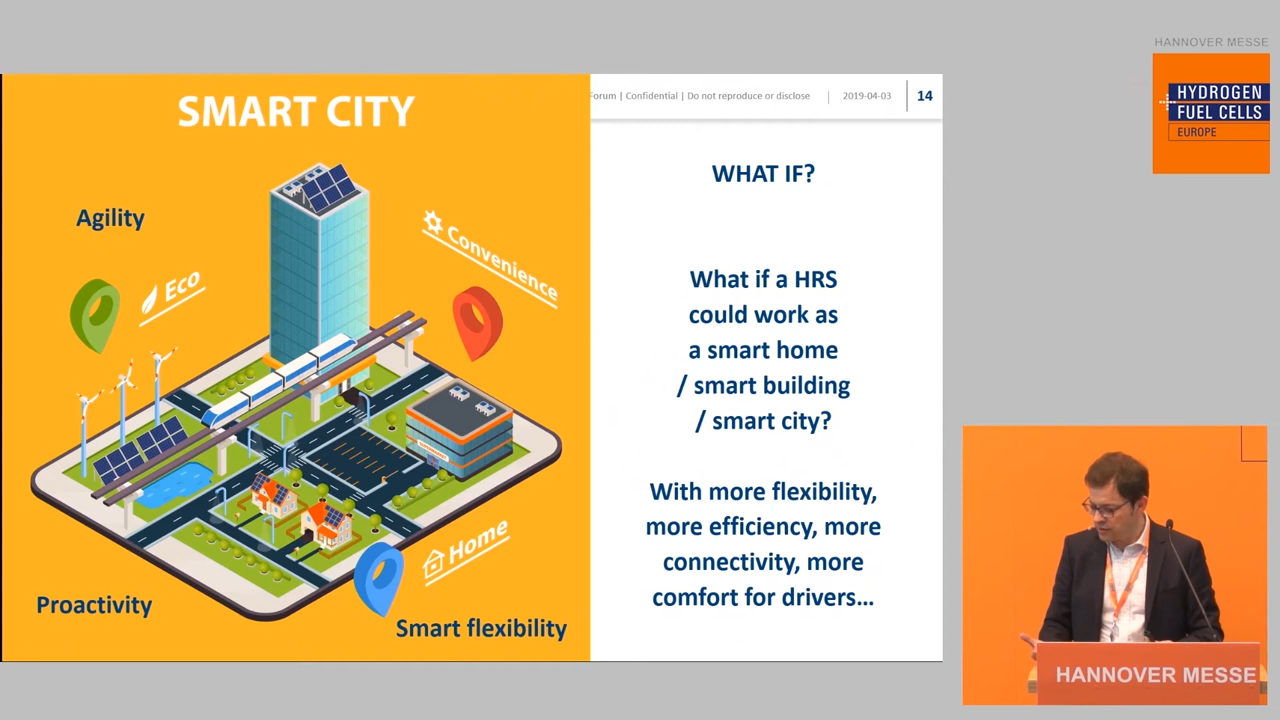 HANNOVER MESSE
HYDROGEN
FUEL CELLS
EUROPE
Forum | Confidential | Do not reproduce or disclose | 2019-04-03 | 14
SMART CITY
Agility
Convenience
Eco
Home
Proactivity
Smart flexibility
WHAT IF?
What if a HRS
could work as
a smart home
/ smart building
/ smart city?
With more flexibility,
more efficiency, more
connectivity, more
comfort for drivers...
HANNOVER MESSE